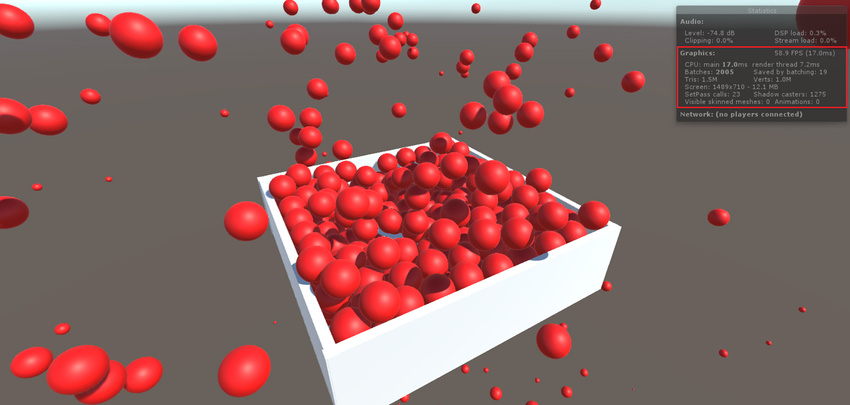 Statistics
Audio:
Level: -74.8 dB DSP load: 0.3%
Clipping: 0.0% Stream load: 0.0%
Graphics: 58.9 FPS (17.0ms)
CPU: main 17.0ms render thread 7.2ms
Batches: 2005 Saved by batching: 19
Tris: 1.5M Verts: 1.0M
Screen: 1489x710 - 12.1 MB
SetPass calls: 23 Shadow casters: 1275
Visible skinned meshes: 0 Animations: 0
Network: (no players connected)